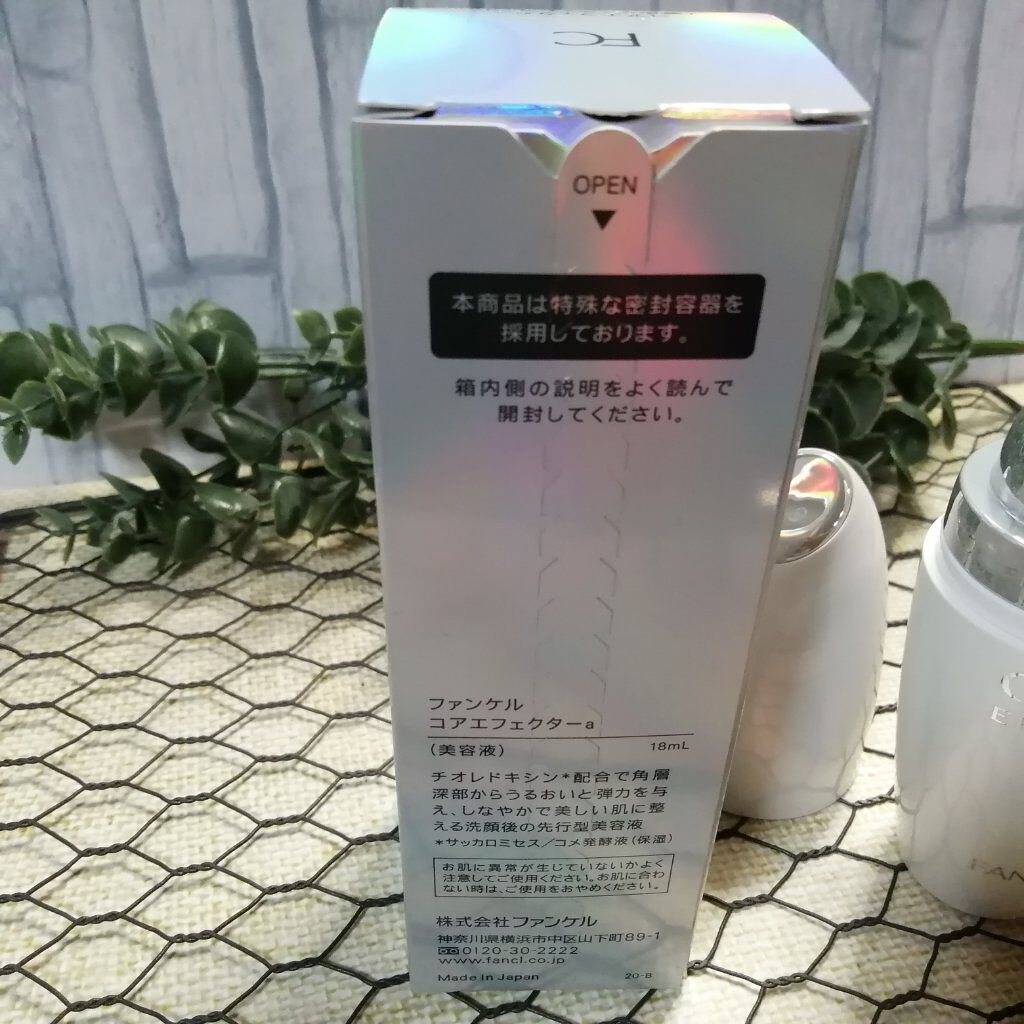 FC
OPEN
本商品は特殊な密封容器を
採用しております。
箱内側の説明をよく読んで
開封してください。
ファンケル
コアエフェクターa
(美容液) 18mL
チオレドキシン*配合で角層
深部からうるおいと弾力を与
え、しなやかで美しい肌に整
える洗顔後の先行型美容液
*サッカロミセス/コメ発酵液(保湿)
お肌に異常が生じていないかよく
注意してご使用ください。お肌に合わ
ない時は、ご使用をおやめください。
株式会社ファンケル
神奈川県横浜市中区山下町89-1
0120-30-2222
www.fancl.co.jp
Made in Japan 20-B
FAN